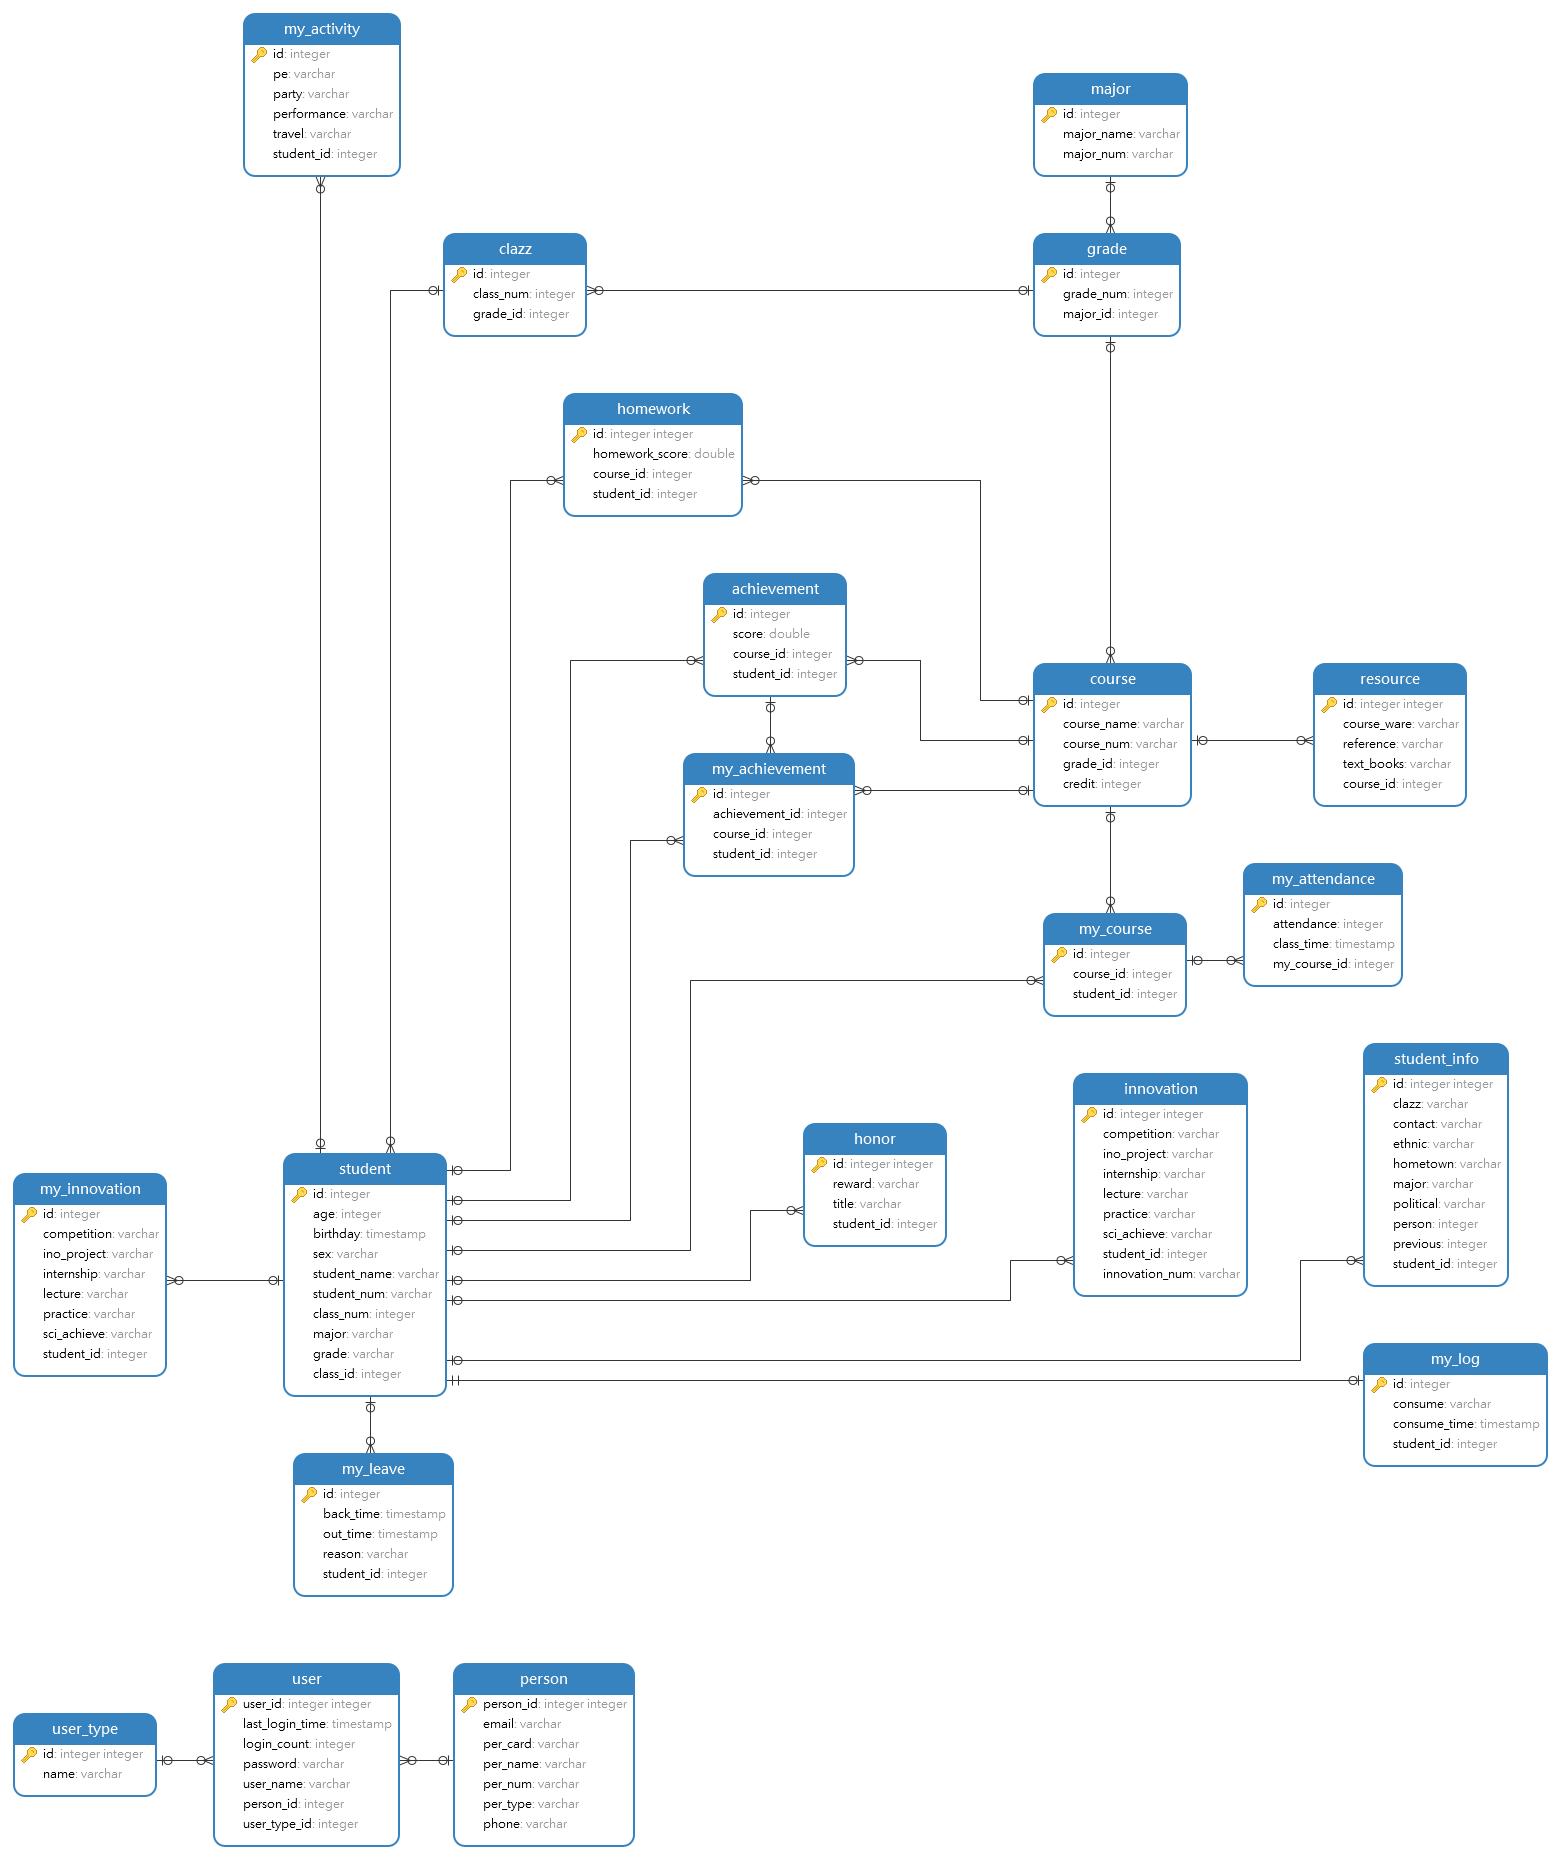 my_activity
id: integer
pe: varchar
party: varchar
performance: varchar
travel: varchar
student_id: integer
major
id: integer
major_name: varchar
major_num: varchar
clazz
id: integer
class_num: integer
grade_id: integer
grade
id: integer
grade_num: integer
major_id: integer
homework
id: integer integer
homework_score: double
course_id: integer
student_id: integer
achievement
id: integer
score: double
course_id: integer
student_id: integer
course
id: integer
course_name: varchar
course_num: varchar
grade_id: integer
credit: integer
resource
id: integer integer
course_ware: varchar
reference: varchar
text_books: varchar
course_id: integer
my_achievement
id: integer
achievement_id: integer
course_id: integer
student_id: integer
my_attendance
id: integer
attendance: integer
class_time: timestamp
my_course_id: integer
my_course
id: integer
course_id: integer
student_id: integer
student_info
id: integer integer
clazz: varchar
contact: varchar
ethnic: varchar
hometown: varchar
major: varchar
political: varchar
person: integer
previous: integer
student_id: integer
innovation
id: integer integer
competition: varchar
ino_project: varchar
internship: varchar
lecture: varchar
practice: varchar
sci_achieve: varchar
student_id: integer
innovation_num: varchar
honor
id: integer integer
reward: varchar
title: varchar
student_id: integer
student
id: integer
age: integer
birthday: timestamp
sex: varchar
student_name: varchar
student_num: varchar
class_num: integer
major: varchar
grade: varchar
class_id: integer
my_innovation
id: integer
competition: varchar
ino_project: varchar
internship: varchar
lecture: varchar
practice: varchar
sci_achieve: varchar
student_id: integer
my_log
id: integer
consume: varchar
consume_time: timestamp
student_id: integer
my_leave
id: integer
back_time: timestamp
out_time: timestamp
reason: varchar
student_id: integer
user_type
id: integer integer
name: varchar
user
user_id: integer integer
last_login_time: timestamp
login_count: integer
password: varchar
user_name: varchar
person_id: integer
user_type_id: integer
person
person_id: integer integer
email: varchar
per_card: varchar
per_name: varchar
per_num: varchar
per_type: varchar
phone: varchar